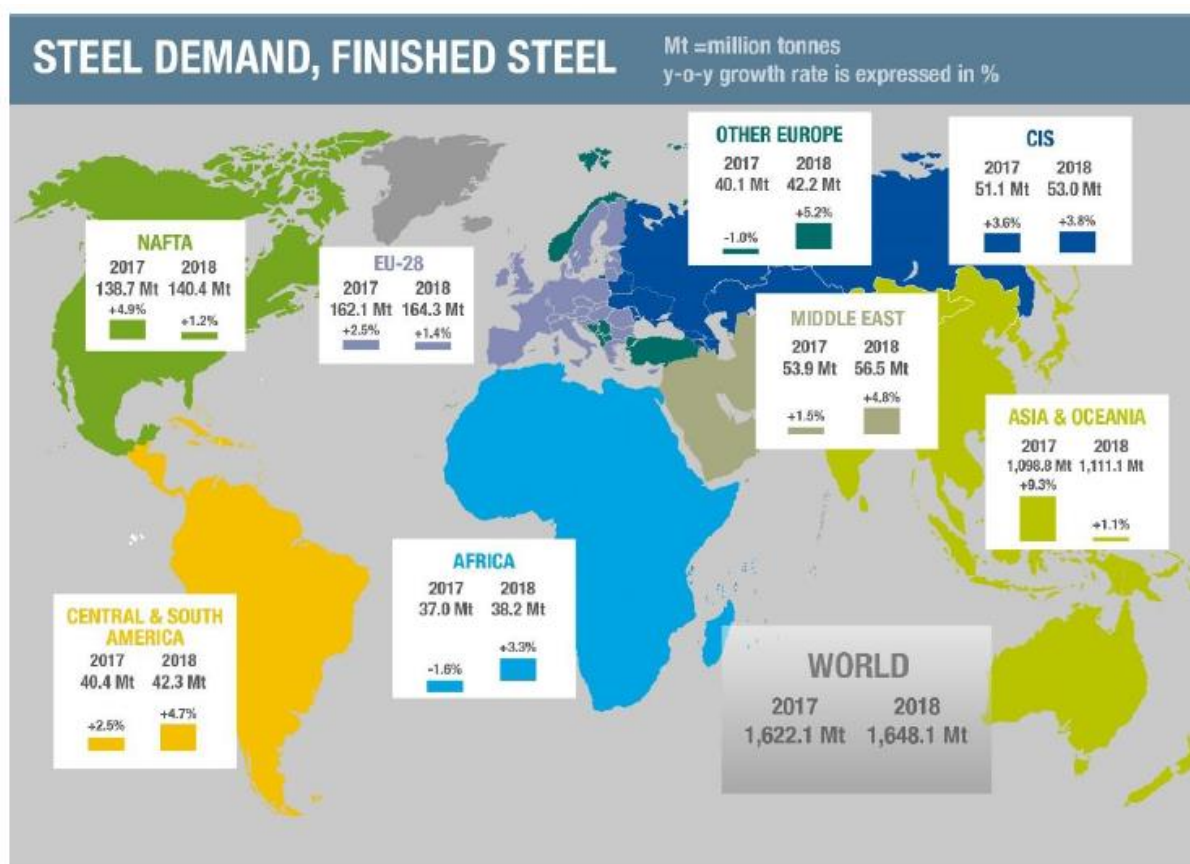 STEEL DEMAND, FINISHED STEEL
Mt =million tonnes
y-o-y growth rate is expressed in %
OTHER EUROPE
2017 2018
40.1 Mt 42.2 Mt
-1.0% +5.2%
CIS
2017 2018
51.1 Mt 53.0 Mt
+3.6% +3.8%
NAFTA
2017 2018
138.7 Mt 140.4 Mt
+4.9% +1.2%
EU-28
2017 2018
162.1 Mt 164.3 Mt
+2.5% +1.4%
MIDDLE EAST
2017 2018
53.9 Mt 56.5 Mt
+1.5% +4.8%
ASIA & OCEANIA
2017 2018
1,098.8 Mt 1,111.1 Mt
+9.3% +1.1%
AFRICA
2017 2018
37.0 Mt 38.2 Mt
-1.6% +3.3%
CENTRAL & SOUTH
AMERICA
2017 2018
40.4 Mt 42.3 Mt
+2.5% +4.7%
WORLD
2017 2018
1,622.1 Mt 1,648.1 Mt